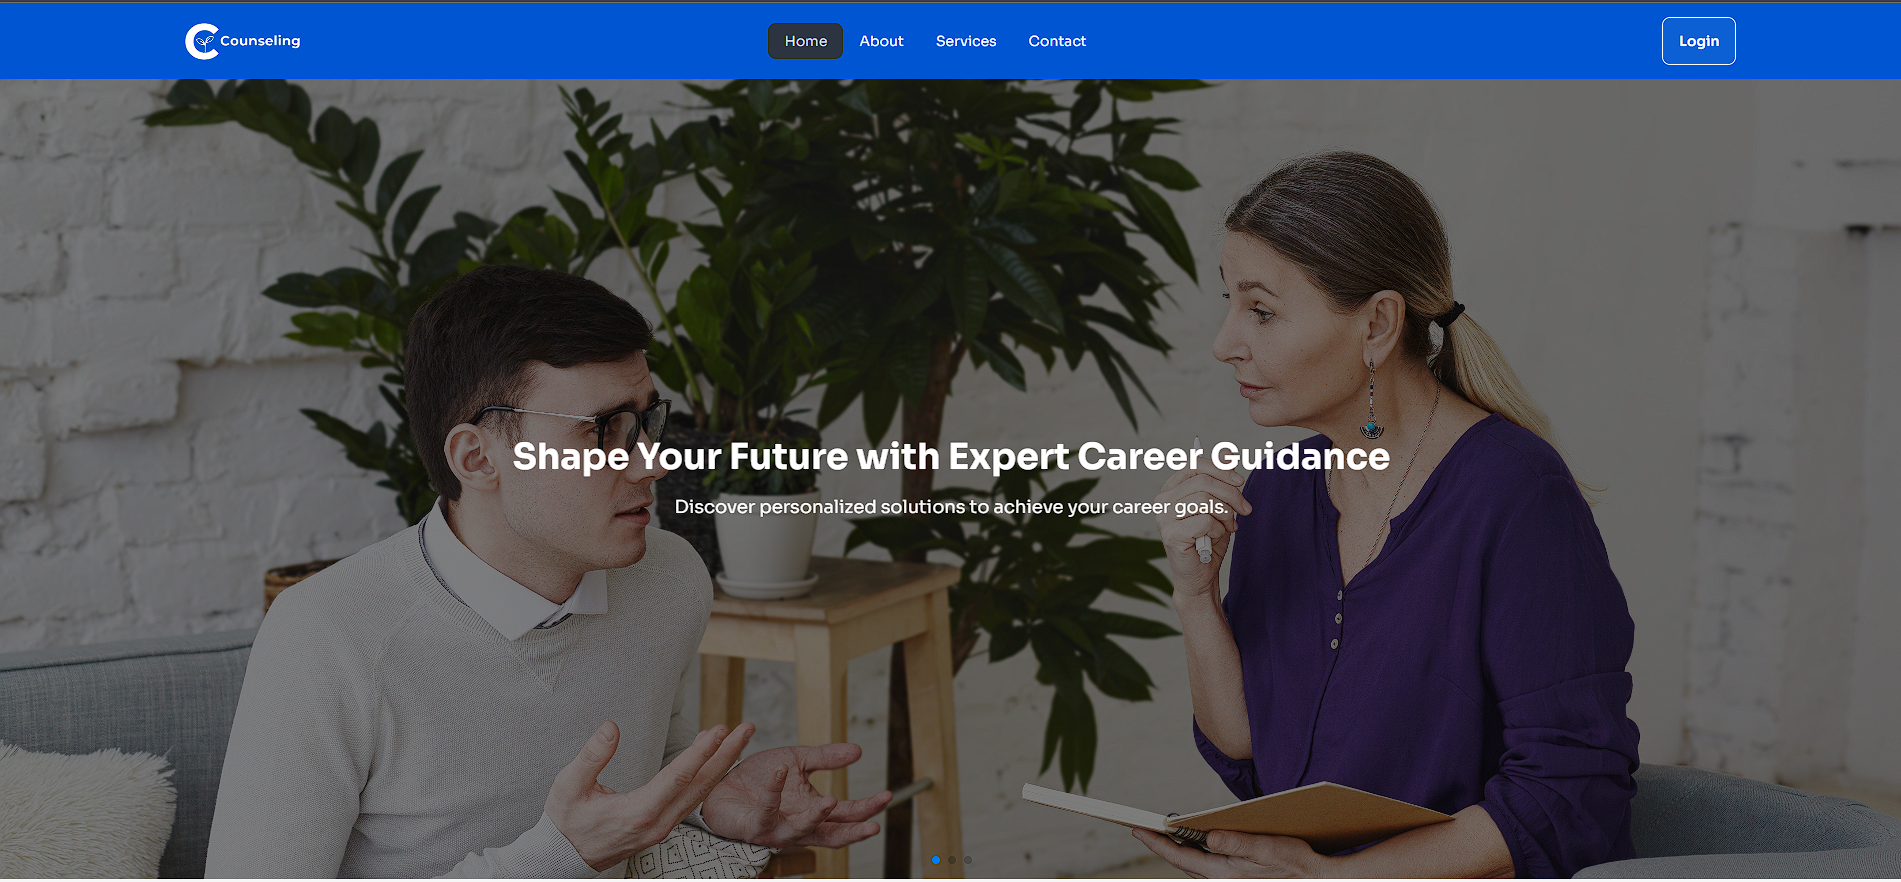 Counseling
Home About Services Contact
Login
Shape Your Future with Expert Career Guidance
Discover personalized solutions to achieve your career goals.